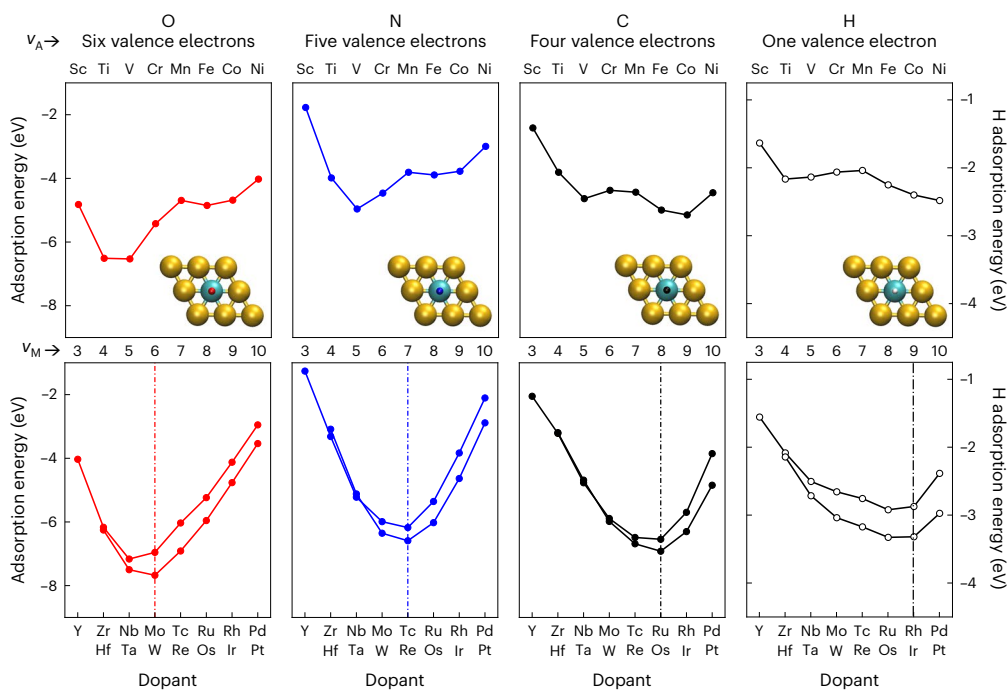 O N C H
νA→ Six valence electrons Five valence electrons Four valence electrons One valence electron
Sc Ti V Cr Mn Fe Co Ni Sc Ti V Cr Mn Fe Co Ni Sc Ti V Cr Mn Fe Co Ni Sc Ti V Cr Mn Fe Co Ni
Adsorption energy (eV)
−2
−4
−6
−8
H adsorption energy (eV)
−1
−2
−3
−4
νM→ 3 4 5 6 7 8 9 10 3 4 5 6 7 8 9 10 3 4 5 6 7 8 9 10 3 4 5 6 7 8 9 10
Adsorption energy (eV)
−2
−4
−6
−8
H adsorption energy (eV)
−1
−2
−3
−4
Y Zr Nb Mo Tc Ru Rh Pd Y Zr Nb Mo Tc Ru Rh Pd Y Zr Nb Mo Tc Ru Rh Pd Y Zr Nb Mo Tc Ru Rh Pd
Hf Ta W Re Os Ir Pt Hf Ta W Re Os Ir Pt Hf Ta W Re Os Ir Pt Hf Ta W Re Os Ir Pt
Dopant Dopant Dopant Dopant